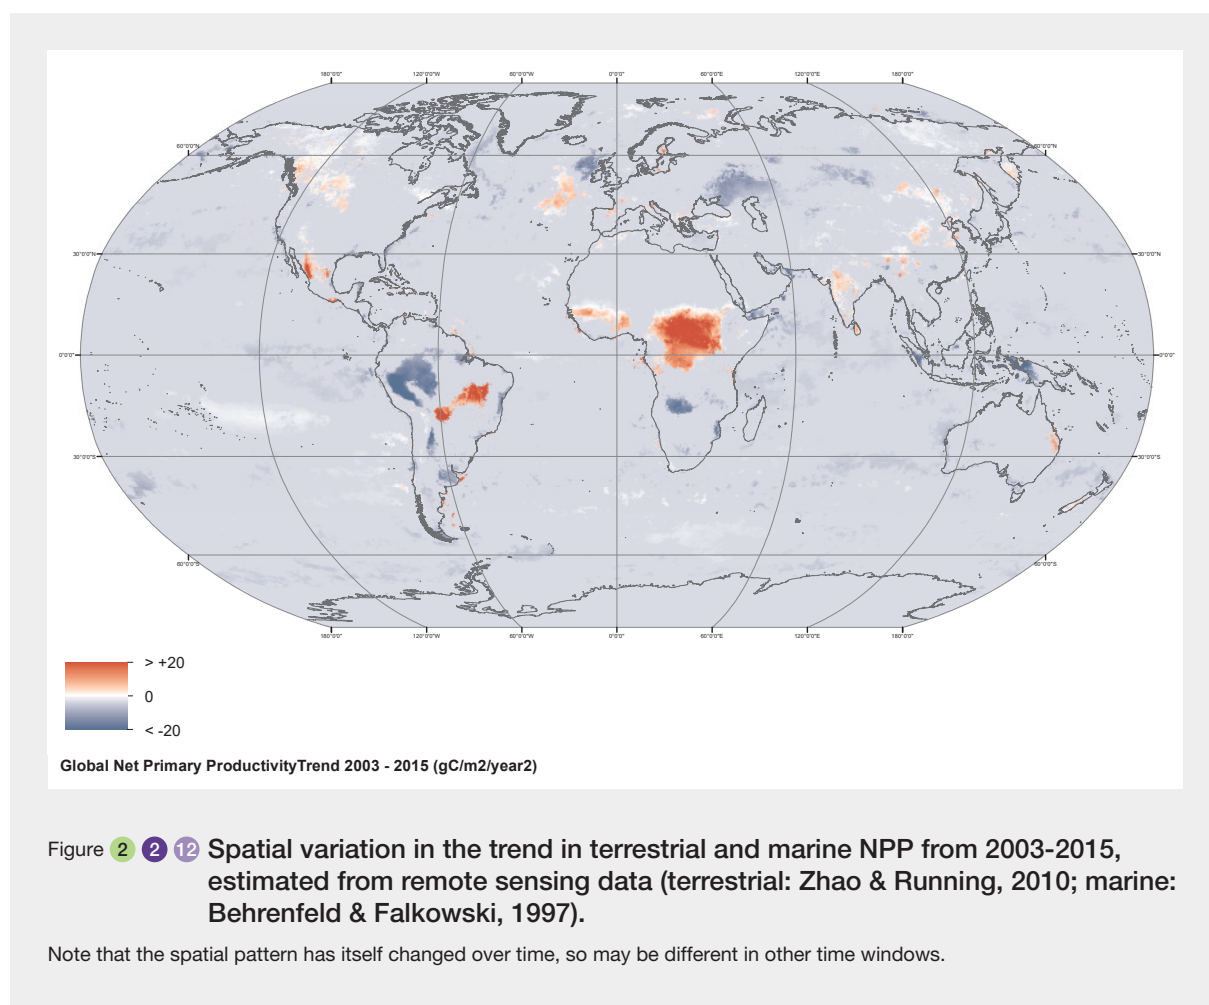 180°0'0" 120°0'0"W 60°0'0"W 0°0'0" 60°0'0"E 120°0'0"E 180°0'0"
60°0'0"N 60°0'0"N
30°0'0"N 30°0'0"N
0°0'0" 0°0'0"
30°0'0"S 30°0'0"S
60°0'0"S 60°0'0"S
180°0'0" 120°0'0"W 60°0'0"W 0°0'0" 60°0'0"E 120°0'0"E 180°0'0"
> +20
0
< -20
Global Net Primary ProductivityTrend 2003 - 2015 (gC/m2/year2)
Figure 2 2 12 Spatial variation in the trend in terrestrial and marine NPP from 2003-2015,
estimated from remote sensing data (terrestrial: Zhao & Running, 2010; marine:
Behrenfeld & Falkowski, 1997).
Note that the spatial pattern has itself changed over time, so may be different in other time windows.